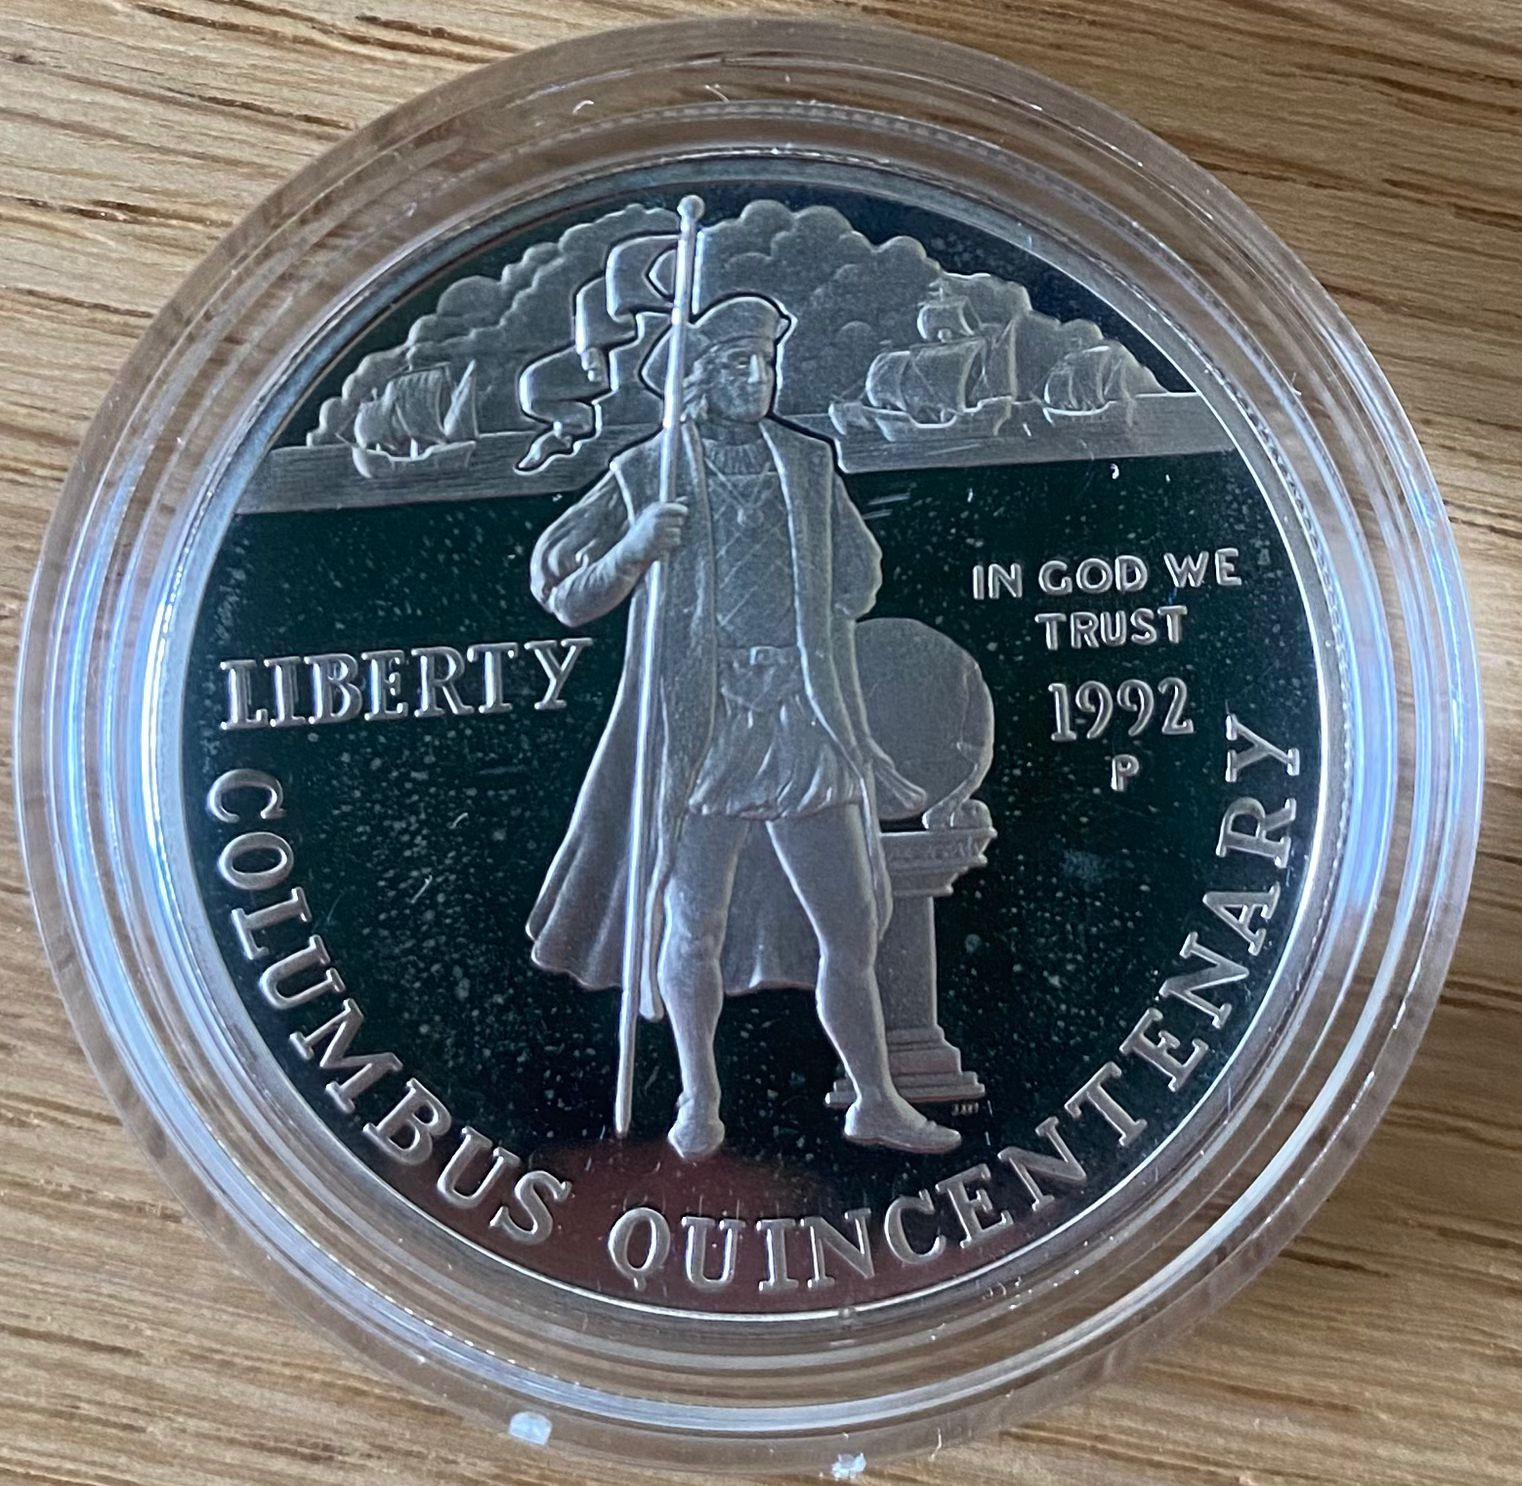 LIBERTY
IN GOD WE
TRUST
1992
P
COLUMBUS QUINCENTENARY